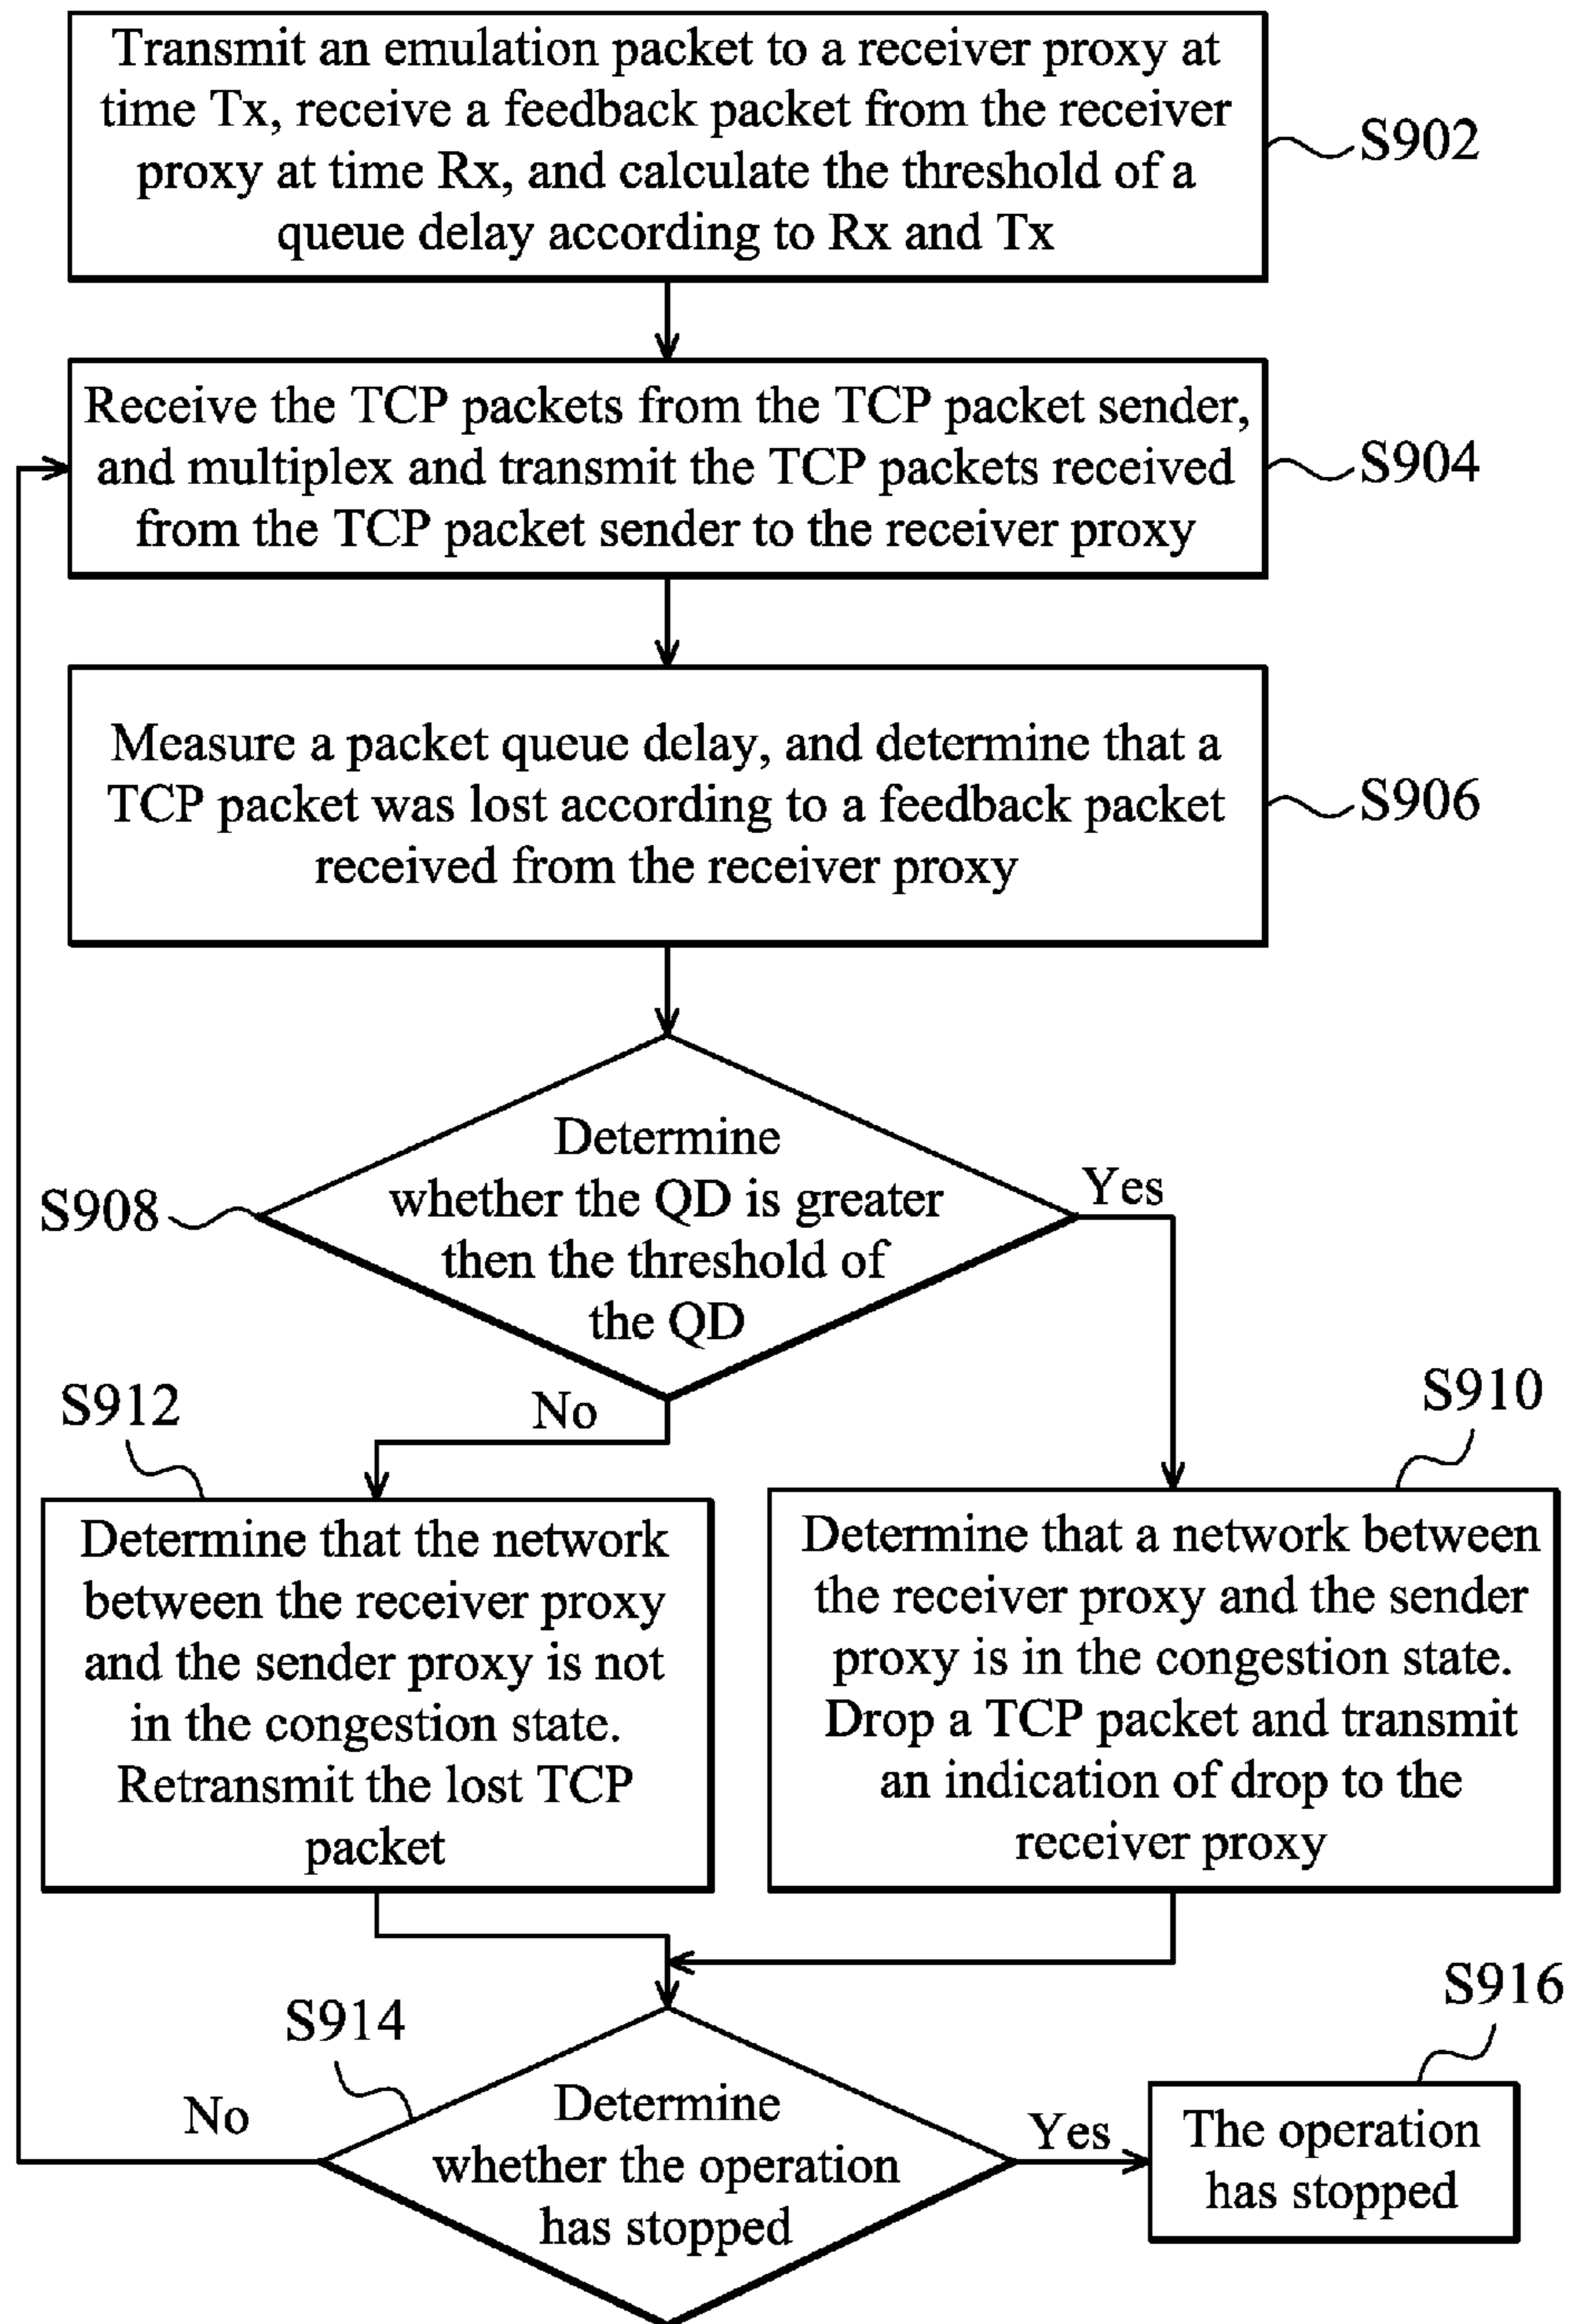 Transmit an emulation packet to a receiver proxy at
time Tx, receive a feedback packet from the receiver
proxy at time Rx, and calculate the threshold of a
queue delay according to Rx and Tx
S902
Receive the TCP packets from the TCP packet sender,
and multiplex and transmit the TCP packets received
from the TCP packet sender to the receiver proxy
S904
Measure a packet queue delay, and determine that a
TCP packet was lost according to a feedback packet
received from the receiver proxy
S906
Determine
whether the QD is greater
then the threshold of
the QD
S908
Yes
No
S912
Determine that the network
between the receiver proxy
and the sender proxy is not
in the congestion state.
Retransmit the lost TCP
packet
S910
Determine that a network between
the receiver proxy and the sender
proxy is in the congestion state.
Drop a TCP packet and transmit
an indication of drop to the
receiver proxy
S914
Determine
whether the operation
has stopped
No
Yes
S916
The operation
has stopped